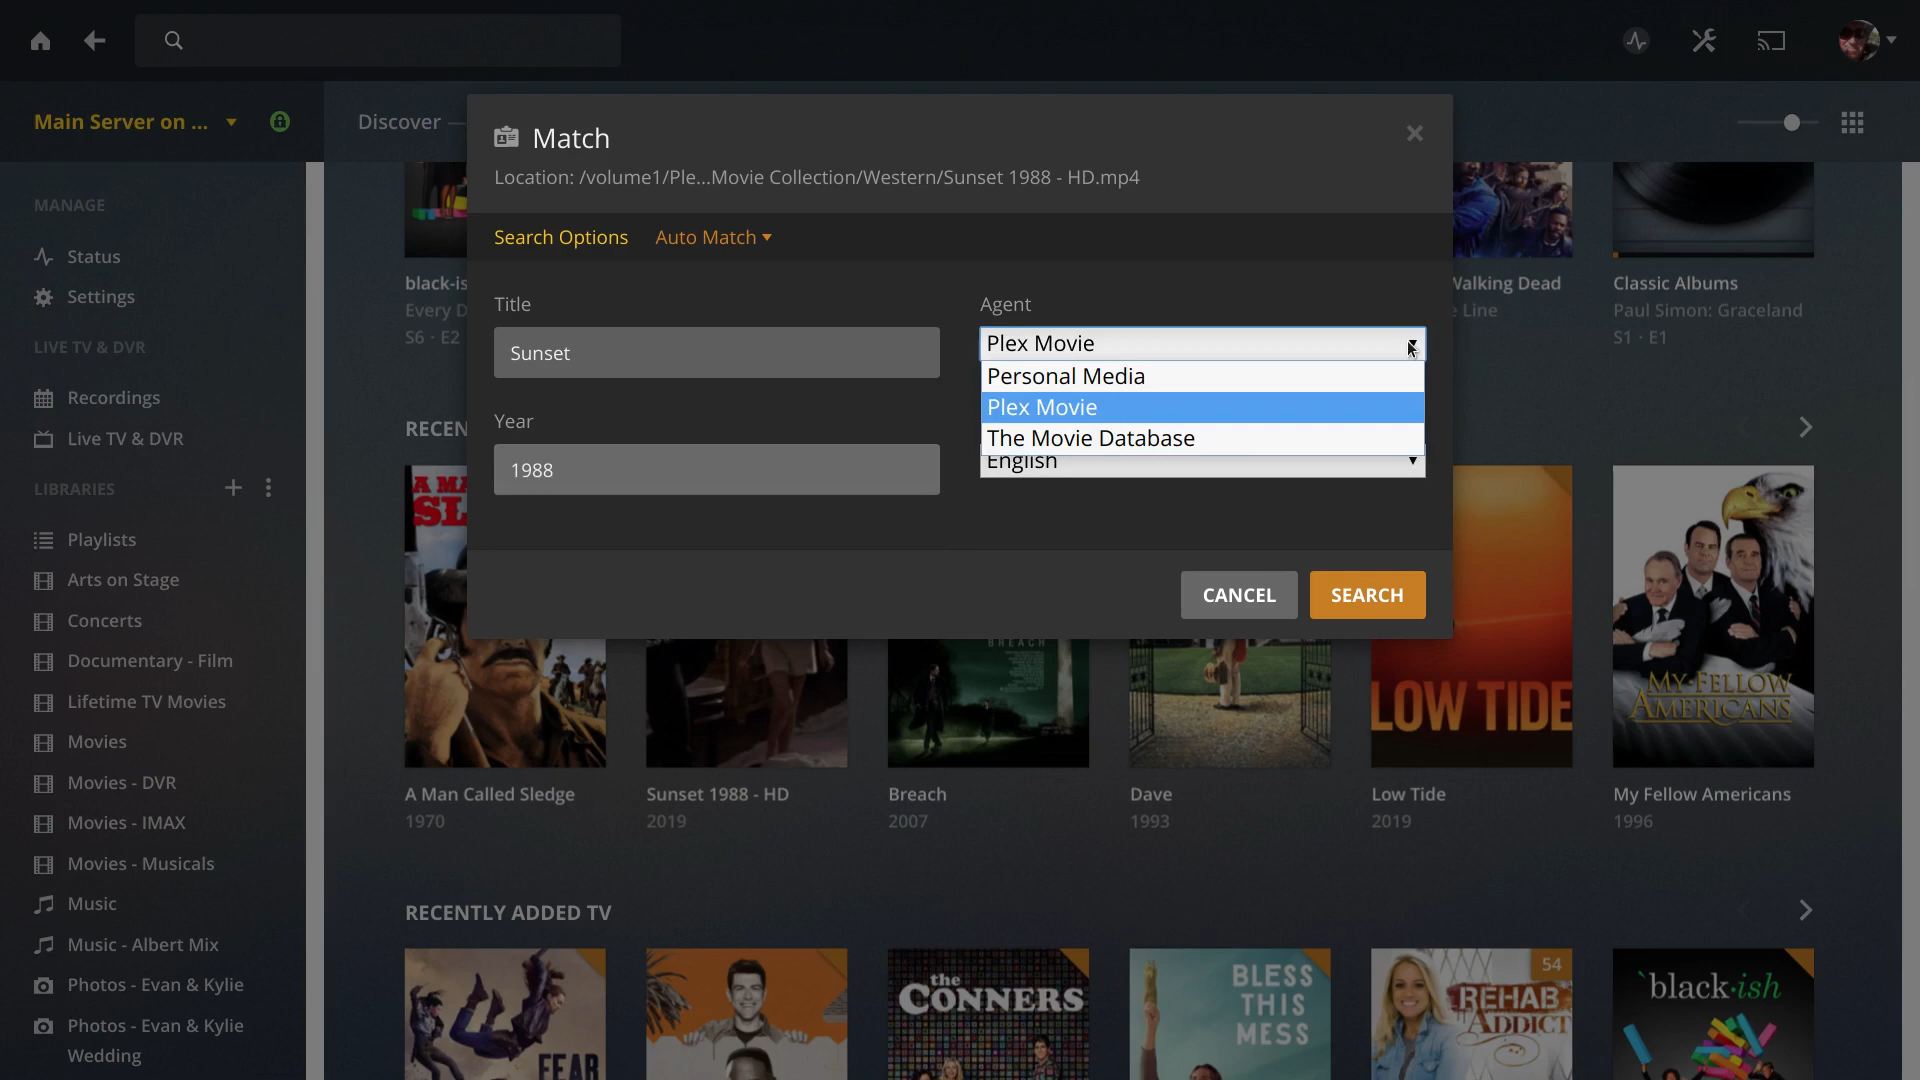 Main Server on ...
Discover
Match
Location: /volume1/Ple...Movie Collection/Western/Sunset 1988 - HD.mp4
Search Options
Auto Match
Title
Sunset
Year
1988
Agent
Plex Movie
Personal Media
Plex Movie
The Movie Database
English
CANCEL
SEARCH
MANAGE
Status
Settings
LIVE TV & DVR
Recordings
Live TV & DVR
LIBRARIES
Playlists
Arts on Stage
Concerts
Documentary - Film
Lifetime TV Movies
Movies
Movies - DVR
Movies - IMAX
Movies - Musicals
Music
Music - Albert Mix
Photos - Evan & Kylie
Photos - Evan & Kylie
Wedding
black-is
Every D
S6 · E2
Walking Dead
e Line
Classic Albums
Paul Simon: Graceland
S1 · E1
RECEN
A MA
SL
BREACH
LOW TIDE
MY FELLOW
AMERICANS
A Man Called Sledge
1970
Sunset 1988 - HD
2019
Breach
2007
Dave
1993
Low Tide
2019
My Fellow Americans
1996
RECENTLY ADDED TV
FEAR
the
CONNERS
BLESS
THIS
MESS
54
REHAB
ADDICT
`black·ish